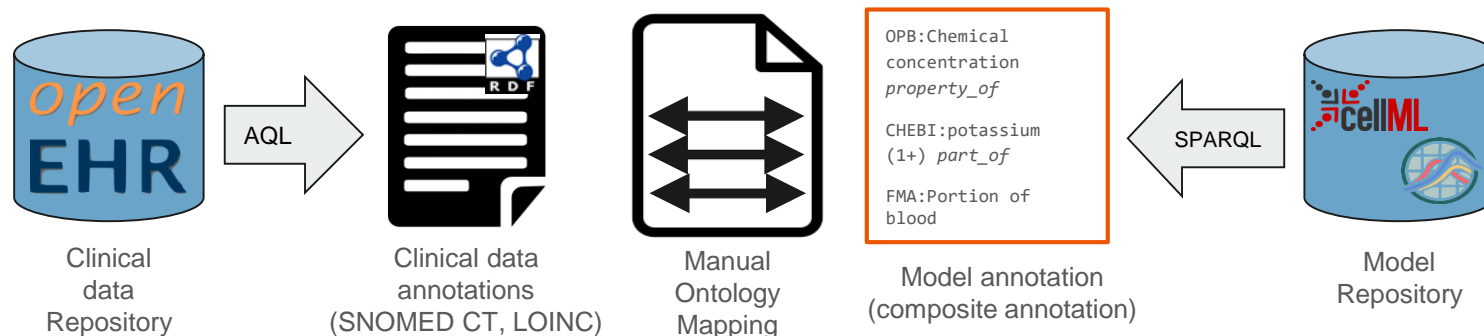 open
EHR
AQL
RDF
OPB:Chemical
concentration
property_of
CHEBI:potassium
(1+) part_of
FMA:Portion of
blood
SPARQL
cellML
Clinical
data
Repository
Clinical data
annotations
(SNOMED CT, LOINC)
Manual
Ontology
Mapping
Model annotation
(composite annotation)
Model
Repository